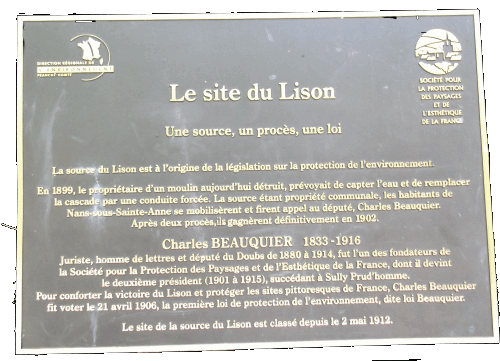 DIRECTION RÉGIONALE DE
L'ENVIRONNEMENT
FRANCHE COMTÉ
SOCIÉTÉ POUR
LA PROTECTION
DES PAYSAGES
ET DE
L'ESTHÉTIQUE
DE LA FRANCE
Le site du Lison
Une source, un procès, une loi
La source du Lison est à l'origine de la législation sur la protection de l'environnement.
En 1899, le propriétaire d'un moulin aujourd'hui détruit, prévoyait de capter l'eau et de remplacer
la cascade par une conduite forcée. La source étant propriété communale, les habitants de
Nans-sous-Sainte-Anne se mobilisèrent et firent appel au député, Charles Beauquier.
Après deux procès, ils gagnèrent définitivement en 1902.
Charles BEAUQUIER 1833-1916
Juriste, homme de lettres et député du Doubs de 1880 à 1914, fut l'un des fondateurs de
la Société pour la Protection des Paysages et de l'Esthétique de la France, dont il devint
le deuxième président (1901 à 1915), succédant à Sully Prud'homme.
Pour conforter la victoire du Lison et protéger les sites pittoresques de France, Charles Beauquier
fit voter le 21 avril 1906, la première loi de protection de l'environnement, dite loi Beauquier.
Le site de la source du Lison est classé depuis le 2 mai 1912.